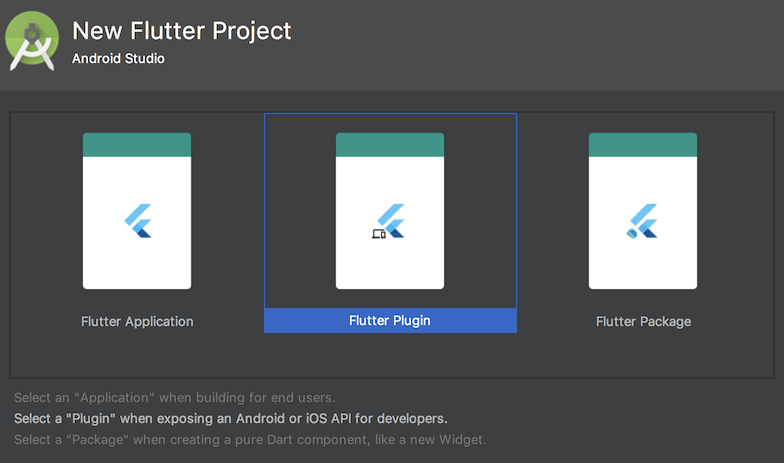 New Flutter Project
Android Studio
Flutter Application
Flutter Plugin
Flutter Package
Select an "Application" when building for end users.
Select a "Plugin" when exposing an Android or iOS API for developers.
Select a "Package" when creating a pure Dart component, like a new Widget.